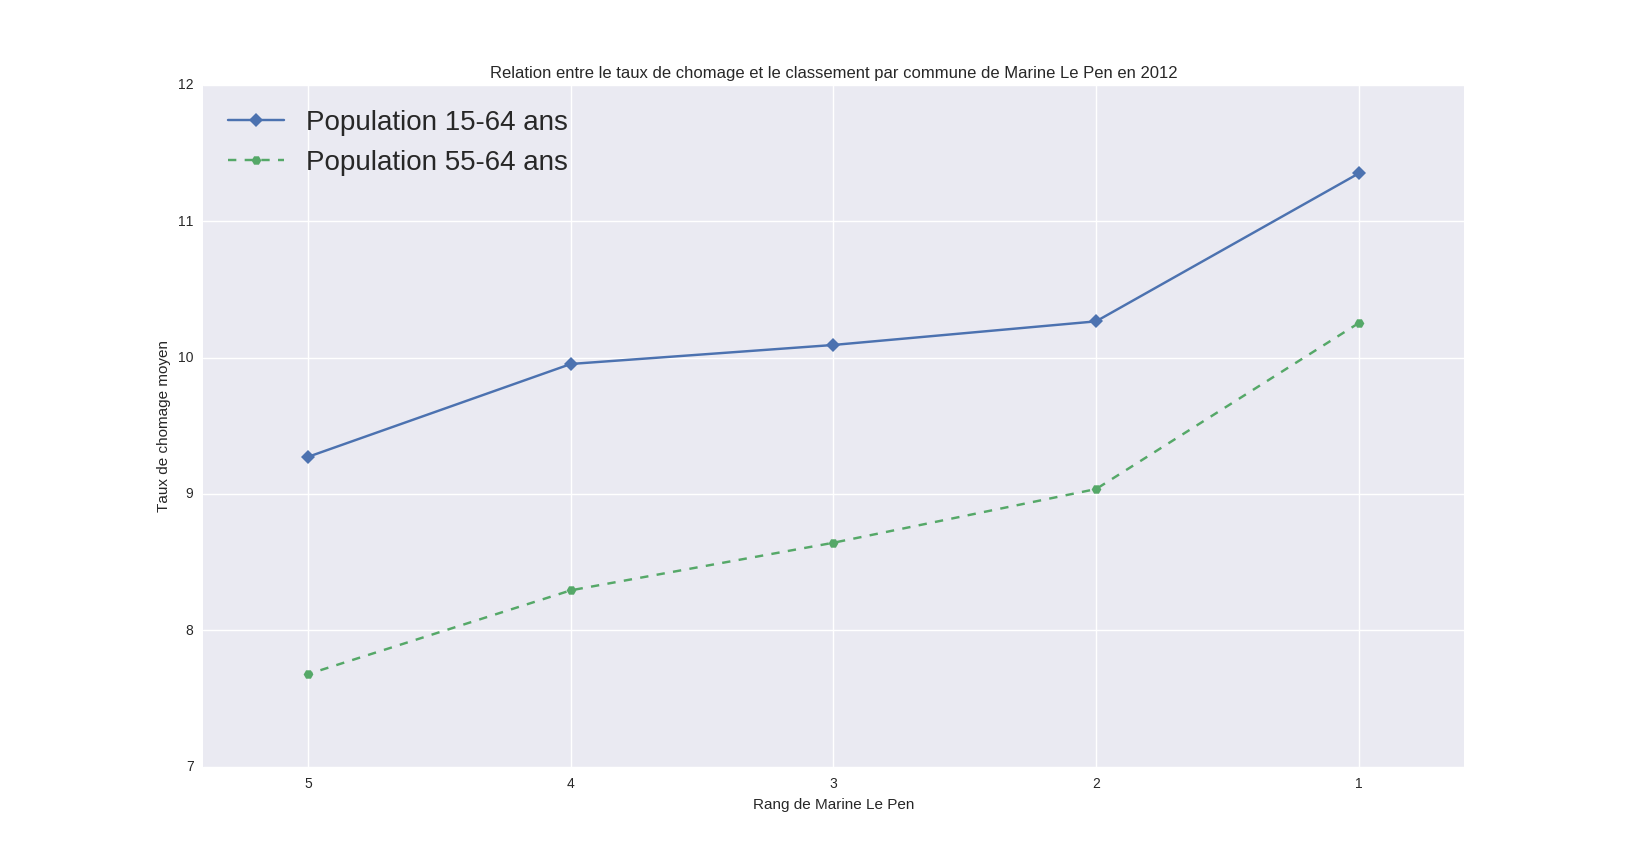 Relation entre le taux de chomage et le classement par commune de Marine Le Pen en 2012
12
Population 15-64 ans
Population 55-64 ans
11
10
9
8
7
Taux de chomage moyen
5 4 3 2 1
Rang de Marine Le Pen